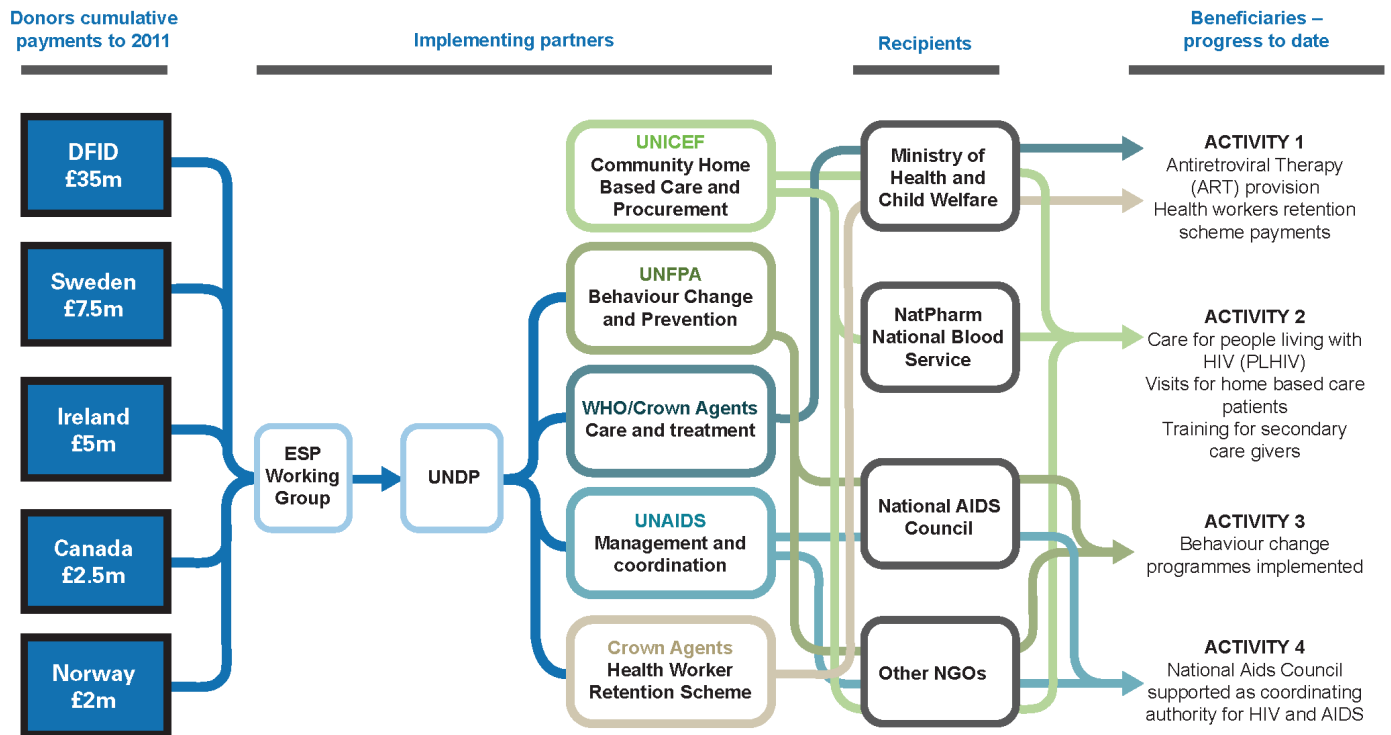 Donors cumulative
payments to 2011
Implementing partners
Recipients
Beneficiaries –
progress to date
DFID
£35m
Sweden
£7.5m
Ireland
£5m
Canada
£2.5m
Norway
£2m
ESP
Working
Group
UNDP
UNICEF
Community Home
Based Care and
Procurement
UNFPA
Behaviour Change
and Prevention
WHO/Crown Agents
Care and treatment
UNAIDS
Management and
coordination
Crown Agents
Health Worker
Retention Scheme
Ministry of
Health and
Child Welfare
NatPharm
National Blood
Service
National AIDS
Council
Other NGOs
ACTIVITY 1
Antiretroviral Therapy
(ART) provision
Health workers retention
scheme payments
ACTIVITY 2
Care for people living with
HIV (PLHIV)
Visits for home based care
patients
Training for secondary
care givers
ACTIVITY 3
Behaviour change
programmes implemented
ACTIVITY 4
National Aids Council
supported as coordinating
authority for HIV and AIDS